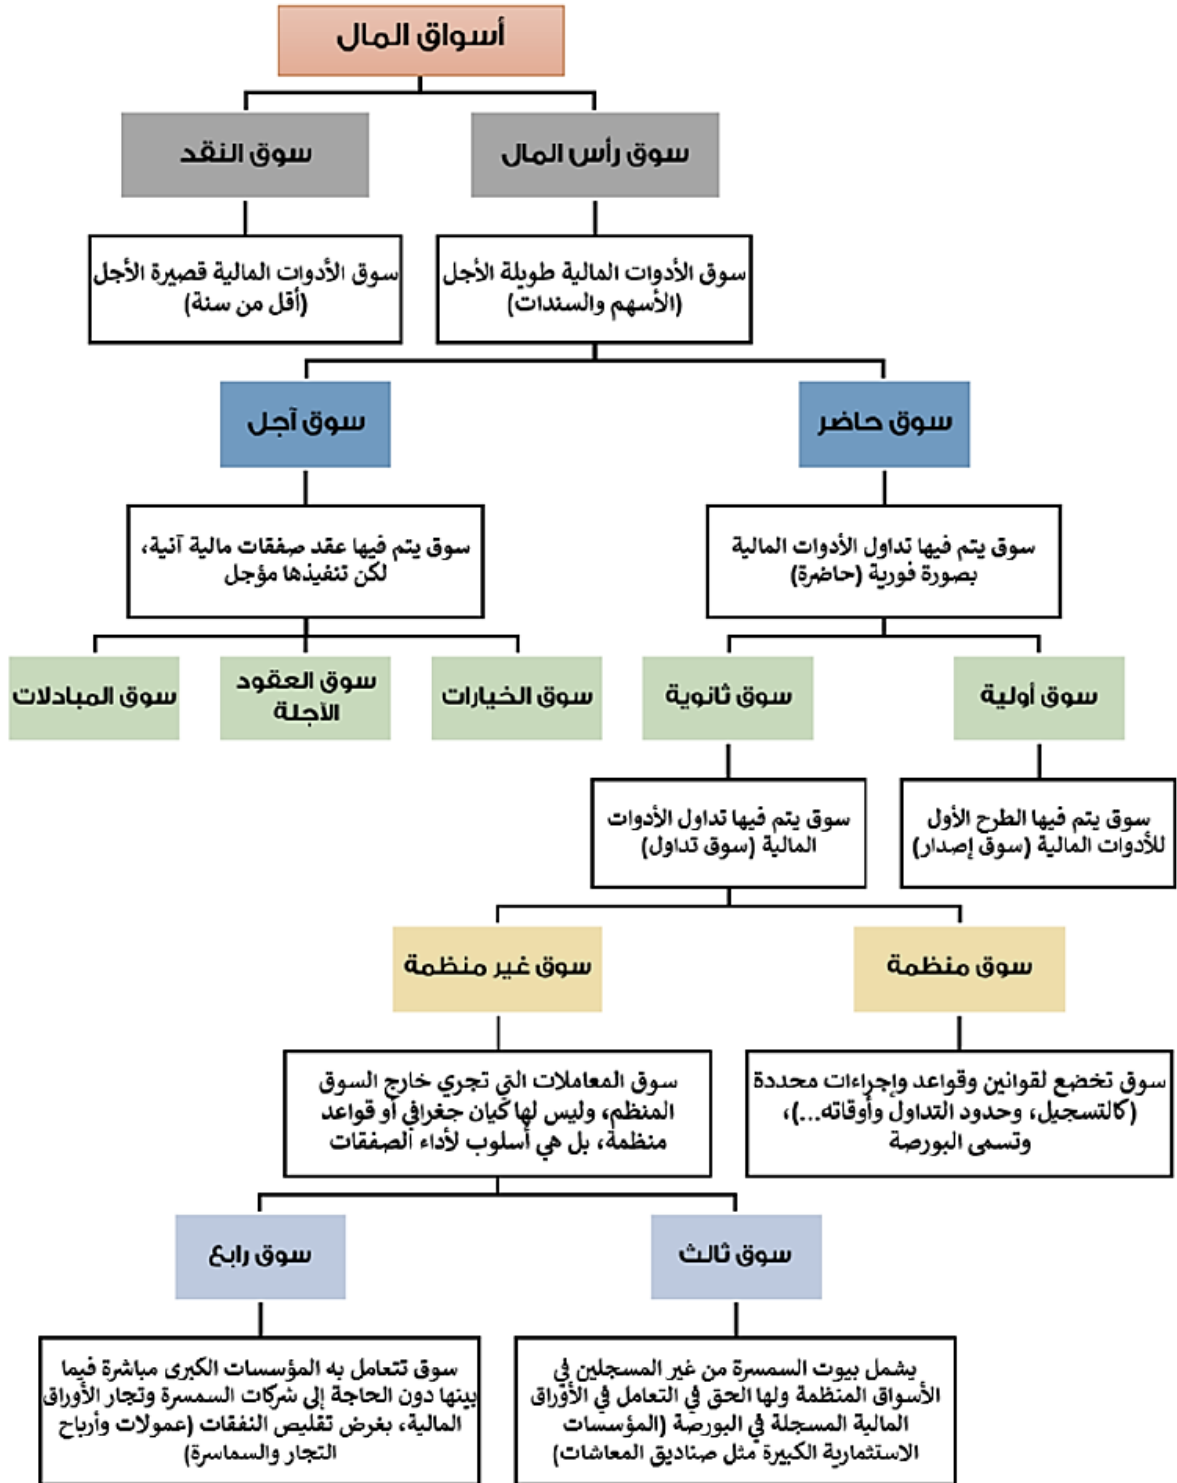 أسواق المال
سوق رأس المال
سوق النقد
سوق الأدوات المالية طويلة الأجل
(الأسهم والسندات)
سوق الأدوات المالية قصيرة الأجل
(أقل من سنة)
سوق حاضر
سوق آجل
سوق يتم فيها تداول الأدوات المالية
بصورة فورية (حاضرة)
سوق يتم فيها عقد صفقات مالية آنية،
لكن تنفيذها مؤجل
سوق أولية
سوق ثانوية
سوق الخيارات
سوق العقود
الآجلة
سوق المبادلات
سوق يتم فيها الطرح الأول
للأدوات المالية (سوق إصدار)
سوق يتم فيها تداول الأدوات
المالية (سوق تداول)
سوق منظمة
سوق غير منظمة
سوق تخضع لقوانين وقواعد وإجراءات محددة
(كالتسجيل، وحدود التداول وأوقاته...)،
وتسمى البورصة
سوق المعاملات التي تجري خارج السوق
المنظم، وليس لها كيان جغرافي أو قواعد
منظمة، بل هي أسلوب لأداء الصفقات
سوق ثالث
سوق رابع
يشمل بيوت السمسرة من غير المسجلين في
الأسواق المنظمة ولها الحق في التعامل في الأوراق
المالية المسجلة في البورصة (المؤسسات
الاستثمارية الكبيرة مثل صناديق المعاشات)
سوق تتعامل به المؤسسات الكبرى مباشرة فيما
بينها دون الحاجة إلى شركات السمسرة وتجار الأوراق
المالية، بغرض تقليص النفقات (عمولات وأرباح
التجار والسماسرة)